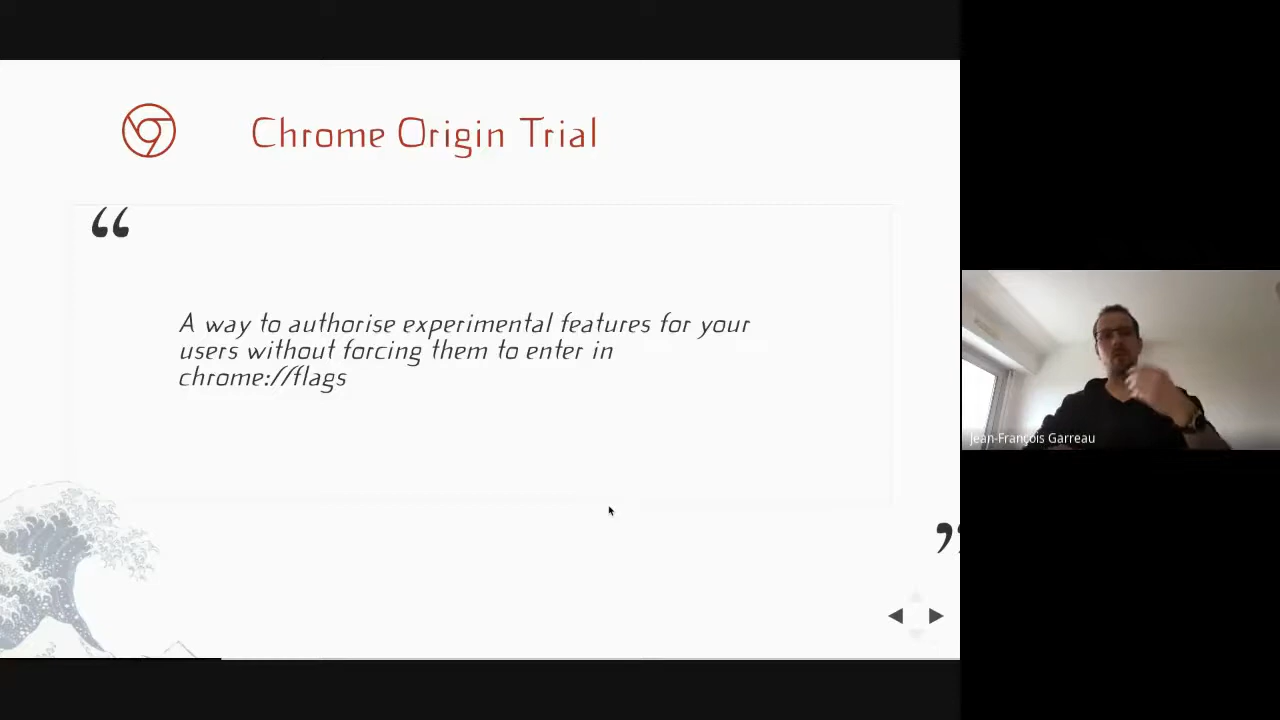 Chrome Origin Trial
“
A way to authorise experimental features for your
users without forcing them to enter in
chrome://flags
”
Jean-François Garreau